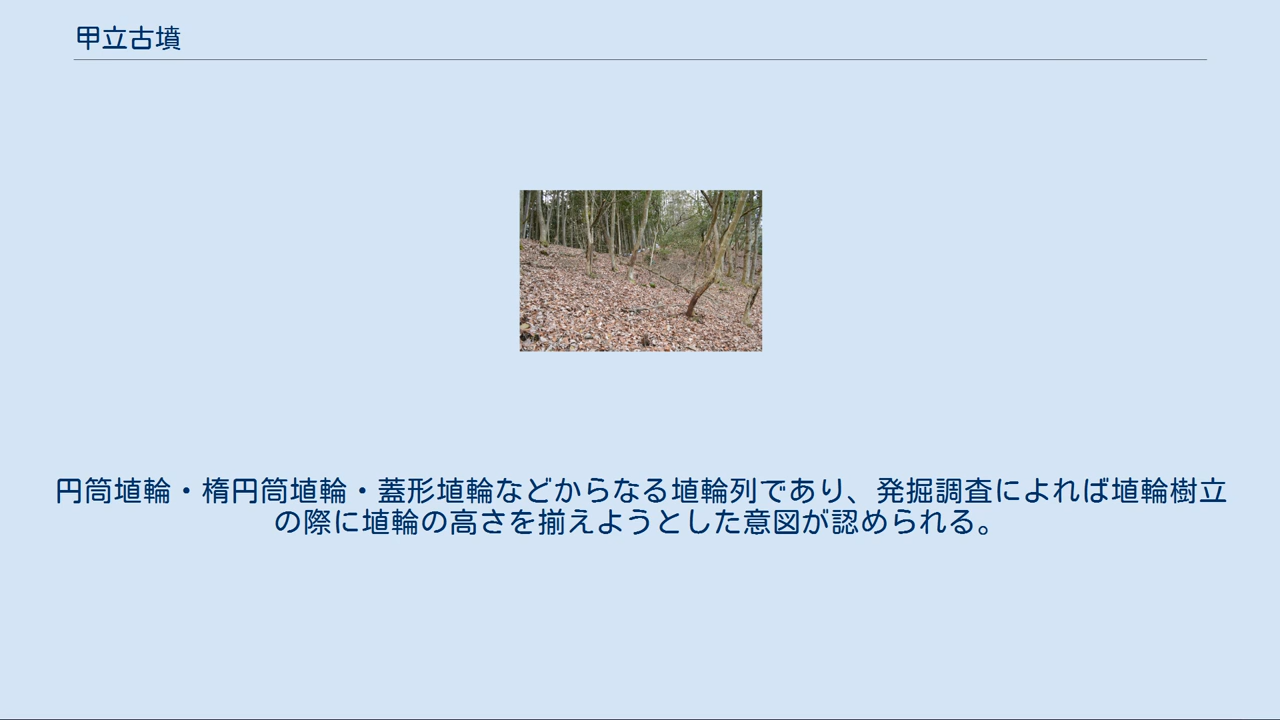 甲立古墳
円筒埴輪・楕円筒埴輪・蓋形埴輪などからなる埴輪列であり、発掘調査によれば埴輪樹立
の際に埴輪の高さを揃えようとした意図が認められる。